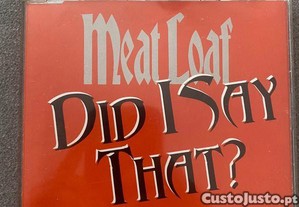 Meat Loaf
DID I SAY
THAT?
CustoJusto.pt